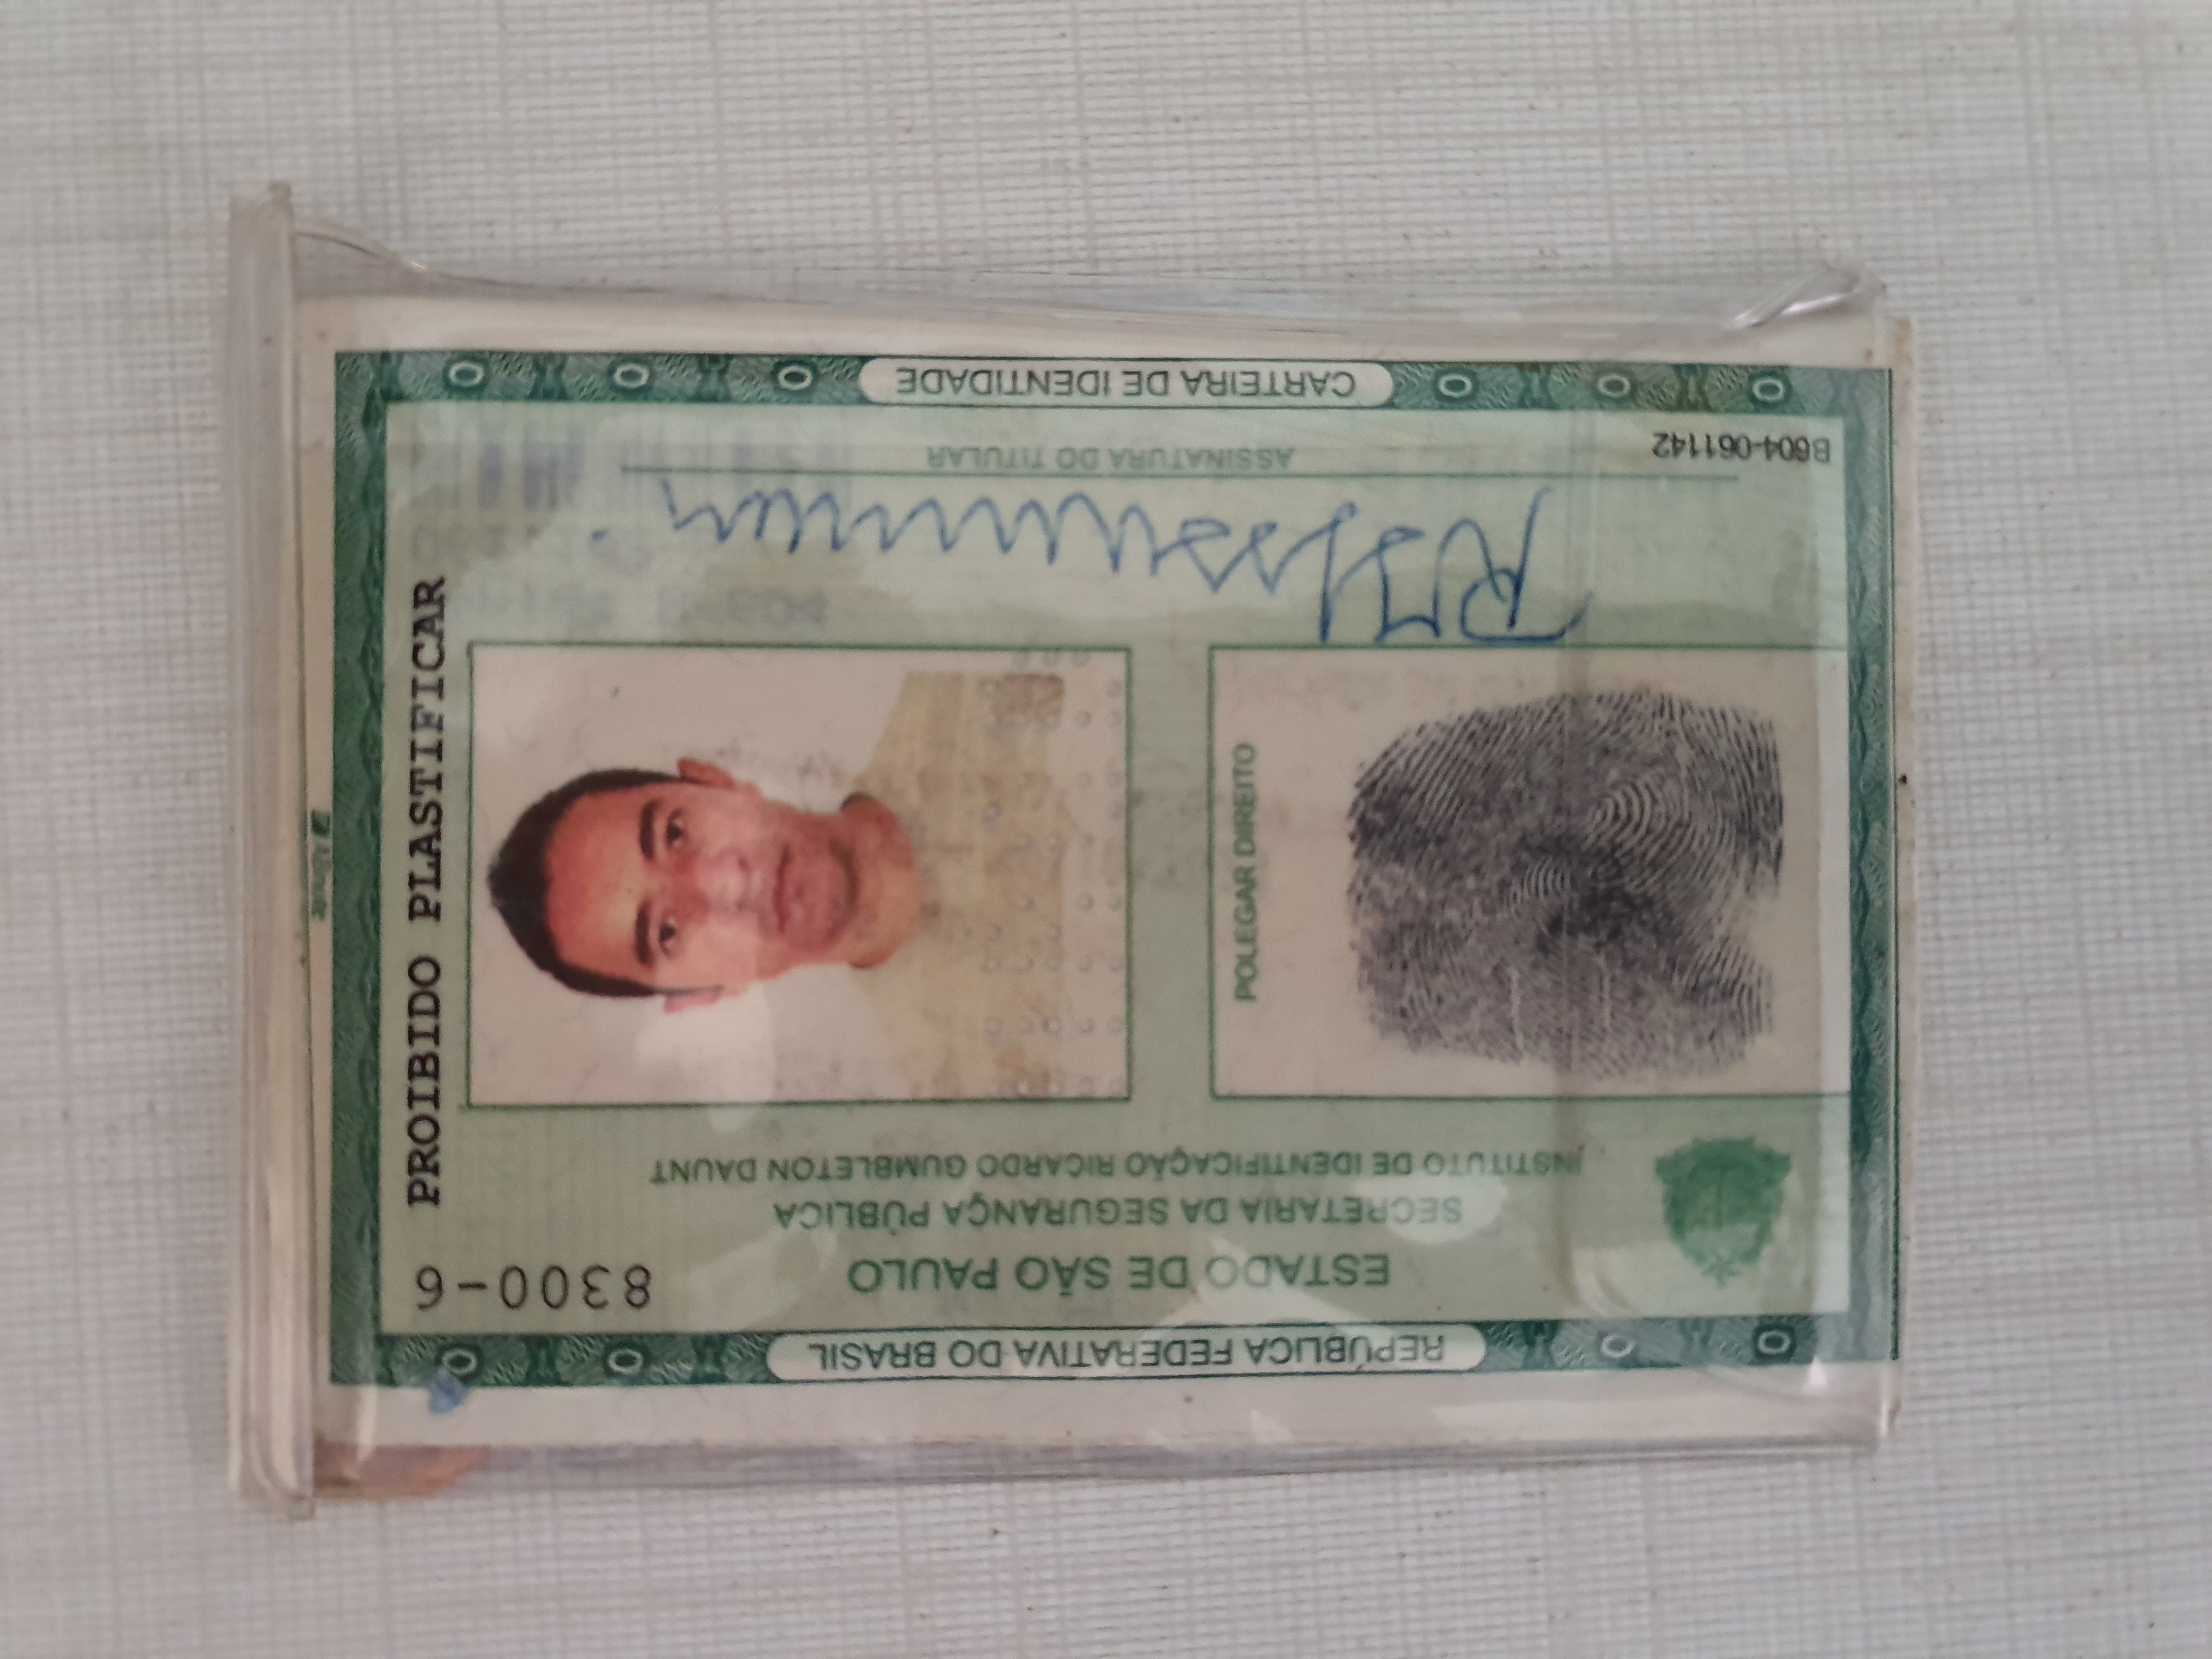 REPÚBLICA FEDERATIVA DO BRASIL
8300-6
ESTADO DE SÃO PAULO
SECRETARIA DA SEGURANÇA PÚBLICA
INSTITUTO DE IDENTIFICAÇÃO RICARDO GUMBLETON DAUNT
PROIBIDO PLASTIFICAR
POLEGAR DIREITO
ASSINATURA DO TITULAR
B604-061142
CARTEIRA DE IDENTIDADE